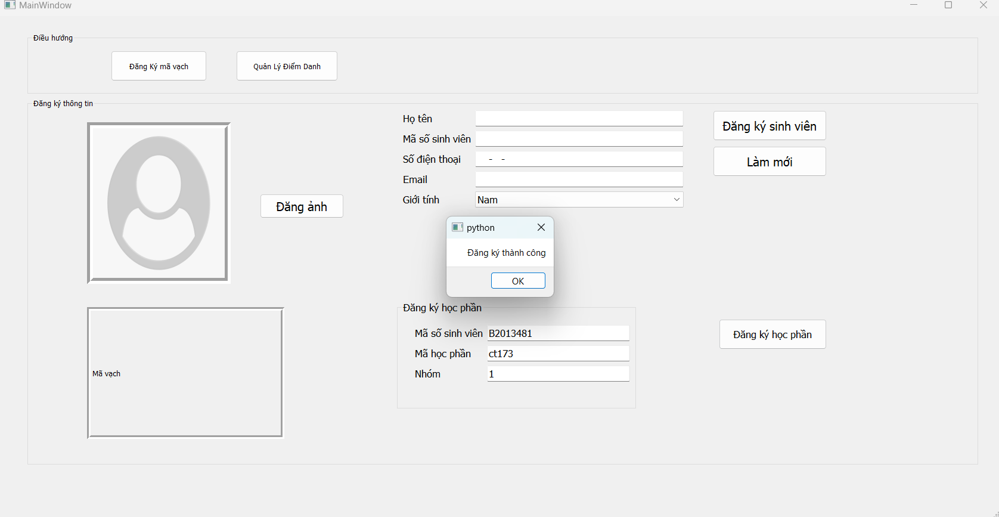 MainWindow
Điều hướng
Đăng Ký mã vạch
Quản Lý Điểm Danh
Đăng ký thông tin
Họ tên
Mã số sinh viên
Số điện thoại
- -
Email
Giới tính
Nam
Đăng ký sinh viên
Làm mới
Đăng ảnh
python
Đăng ký thành công
OK
Mã vạch
Đăng ký học phần
Mã số sinh viên
B2013481
Mã học phần
ct173
Nhóm
1
Đăng ký học phần